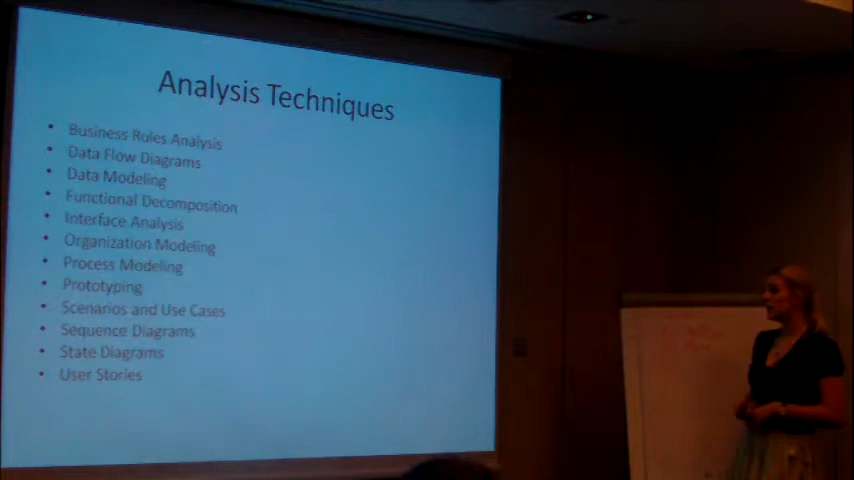 Analysis Techniques
• Business Rules Analysis
• Data Flow Diagrams
• Data Modeling
• Functional Decomposition
• Interface Analysis
• Organization Modeling
• Process Modeling
• Prototyping
• Scenarios and Use Cases
• Sequence Diagrams
• State Diagrams
• User Stories